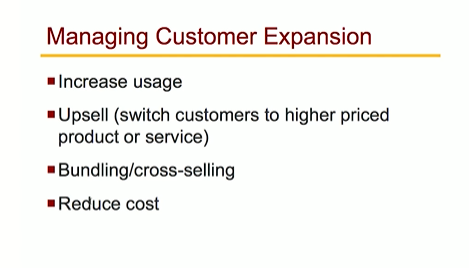 Managing Customer Expansion
Increase usage
Upsell (switch customers to higher priced
product or service)
Bundling/cross-selling
Reduce cost